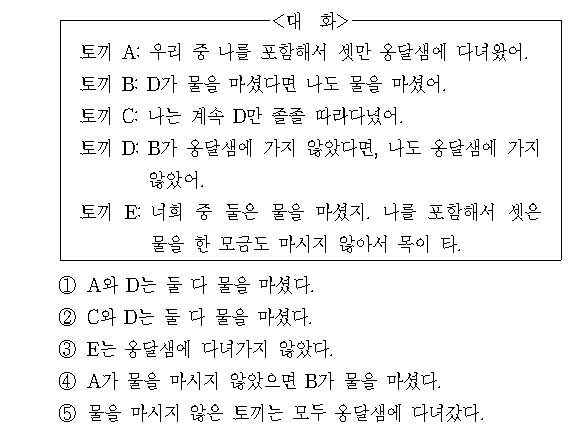 <대 화>
토끼 A: 우리 중 나를 포함해서 셋만 옹달샘에 다녀왔어.
토끼 B: D가 물을 마셨다면 나도 물을 마셨어.
토끼 C: 나는 계속 D만 졸졸 따라다녔어.
토끼 D: B가 옹달샘에 가지 않았다면, 나도 옹달샘에 가지
않았어.
토끼 E: 너희 중 둘은 물을 마셨지. 나를 포함해서 셋은
물을 한 모금도 마시지 않아서 목이 타.
① A와 D는 둘 다 물을 마셨다.
② C와 D는 둘 다 물을 마셨다.
③ E는 옹달샘에 다녀가지 않았다.
④ A가 물을 마시지 않았으면 B가 물을 마셨다.
⑤ 물을 마시지 않은 토끼는 모두 옹달샘에 다녀갔다.